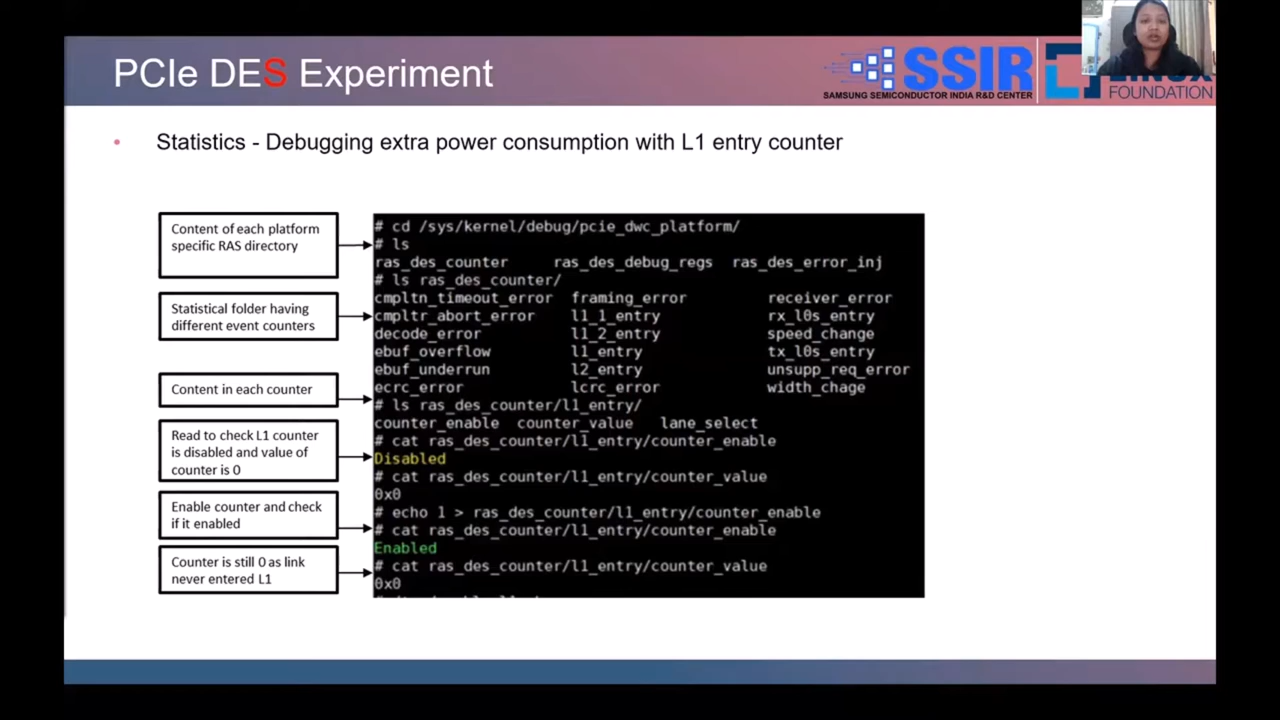 PCIe DES Experiment
SSIR
SAMSUNG SEMICONDUCTOR INDIA R&D CENTER
FOUNDATION
• Statistics - Debugging extra power consumption with L1 entry counter
Content of each platform
specific RAS directory
Statistical folder having
different event counters
Content in each counter
Read to check L1 counter
is disabled and value of
counter is 0
Enable counter and check
if it enabled
Counter is still 0 as link
never entered L1
# cd /sys/kernel/debug/pcie_dwc_platform/
# ls
ras_des_counter ras_des_debug_regs ras_des_error_inj
# ls ras_des_counter/
cmpltn_timeout_error framing_error receiver_error
cmpltr_abort_error l1_1_entry rx_l0s_entry
decode_error l1_2_entry speed_change
ebuf_overflow l1_entry tx_l0s_entry
ebuf_underrun l2_entry unsupp_req_error
ecrc_error lcrc_error width_chage
# ls ras_des_counter/l1_entry/
counter_enable counter_value lane_select
# cat ras_des_counter/l1_entry/counter_enable
Disabled
# cat ras_des_counter/l1_entry/counter_value
0x0
# echo 1 > ras_des_counter/l1_entry/counter_enable
# cat ras_des_counter/l1_entry/counter_enable
Enabled
# cat ras_des_counter/l1_entry/counter_value
0x0